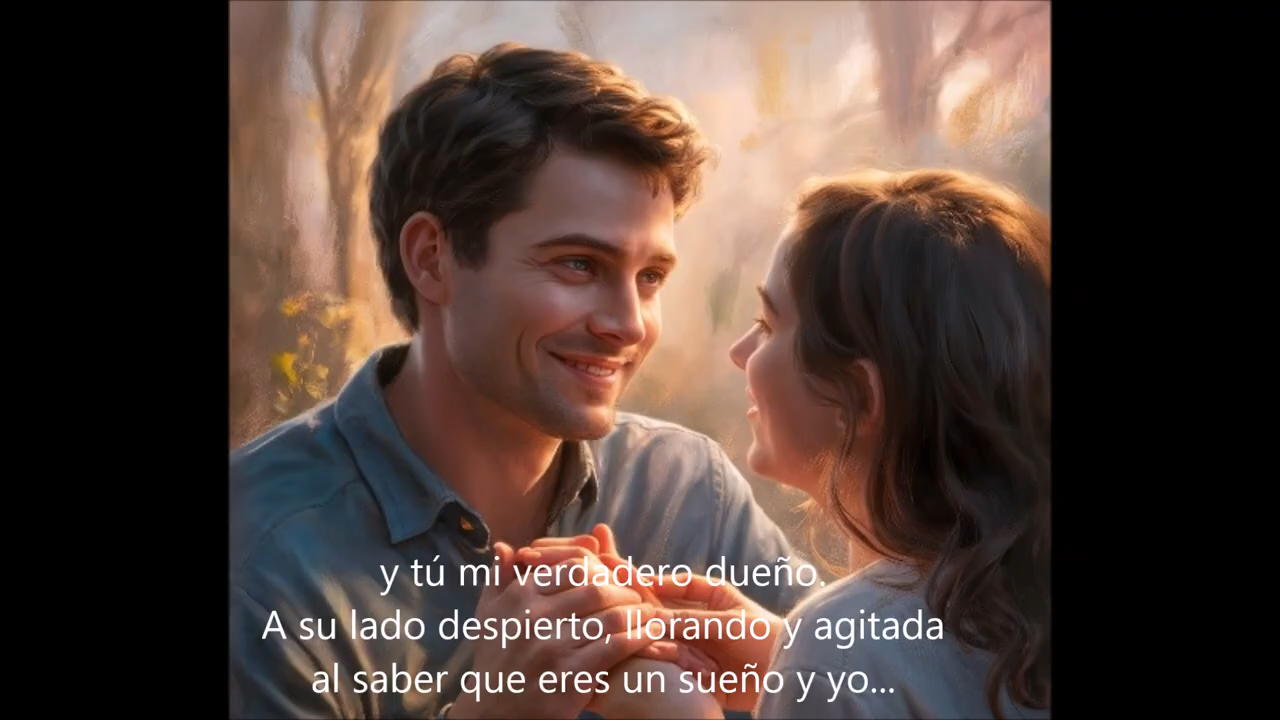 y tú mi verdadero dueño.
A su lado despierto, llorando y agitada
al saber que eres un sueño y yo...